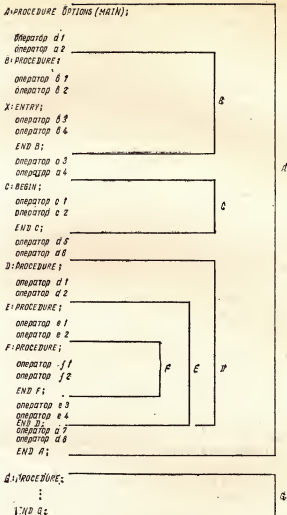 A:PROCEDURE OPTIONS (MAIN);
оператор d 1
оператор a 2
B:PROCEDURE;
оператор b 1
оператор b 2
X:ENTRY;
оператор b 3
оператор b 4
END B;
B
оператор a 3
оператор a 4
A
C:BEGIN;
оператор c 1
оператор c 2
C
END C;
оператор d 5
оператор d 6
D:PROCEDURE;
оператор d 1
оператор d 2
E:PROCEDURE;
оператор e 1
оператор e 2
F:PROCEDURE;
оператор f 1
оператор f 2
F E D
END F;
оператор e 3
оператор e 4
END D;
оператор a 7
оператор d 8
END A;
G:PROCEDURE;
⋮
G
END G;